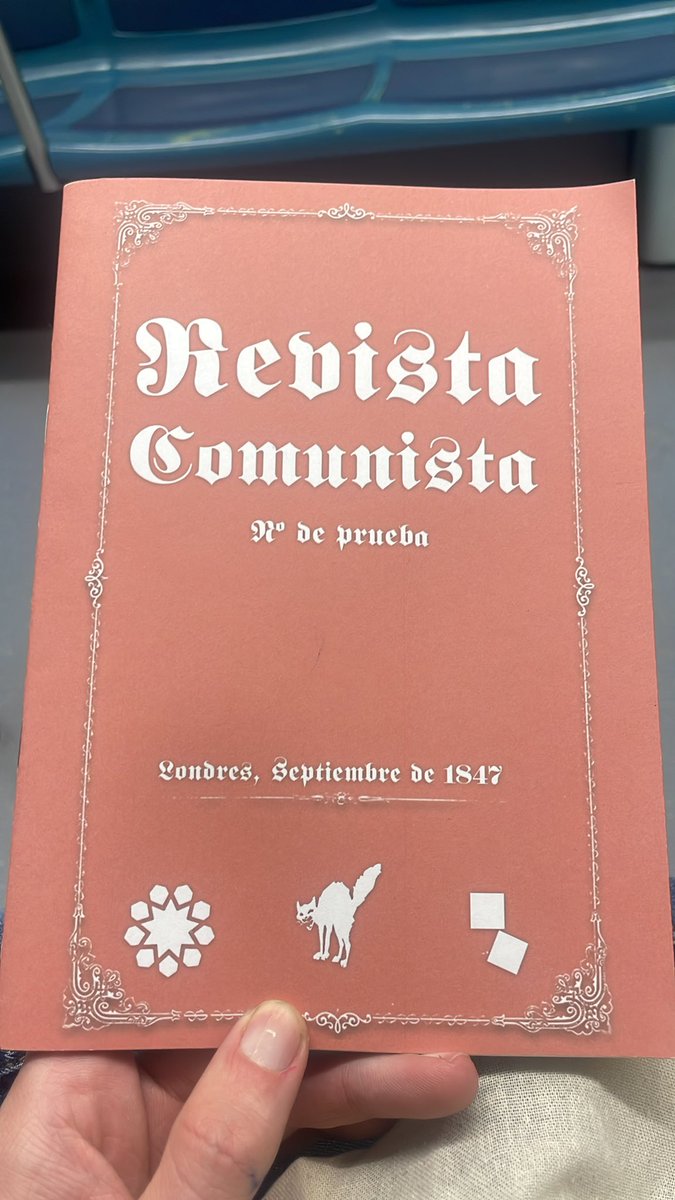 Revista
Comunista
Nº de prueba
Londres, Septiembre de 1847